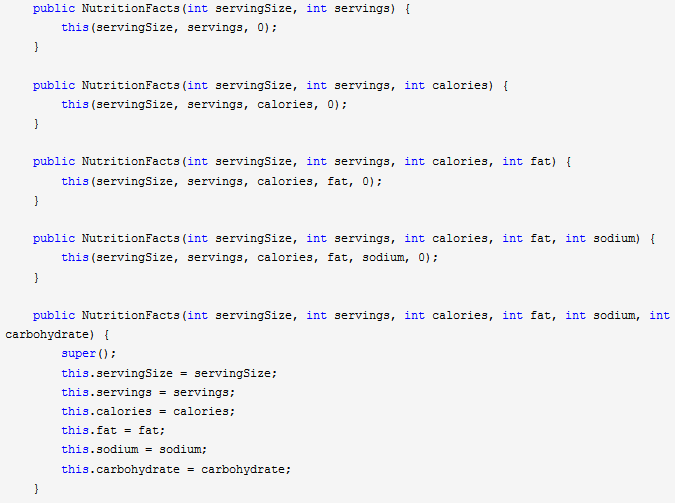 public NutritionFacts(int servingSize, int servings) {
this(servingSize, servings, 0);
}
public NutritionFacts(int servingSize, int servings, int calories) {
this(servingSize, servings, calories, 0);
}
public NutritionFacts(int servingSize, int servings, int calories, int fat) {
this(servingSize, servings, calories, fat, 0);
}
public NutritionFacts(int servingSize, int servings, int calories, int fat, int sodium) {
this(servingSize, servings, calories, fat, sodium, 0);
}
public NutritionFacts(int servingSize, int servings, int calories, int fat, int sodium, int
carbohydrate) {
super();
this.servingSize = servingSize;
this.servings = servings;
this.calories = calories;
this.fat = fat;
this.sodium = sodium;
this.carbohydrate = carbohydrate;
}